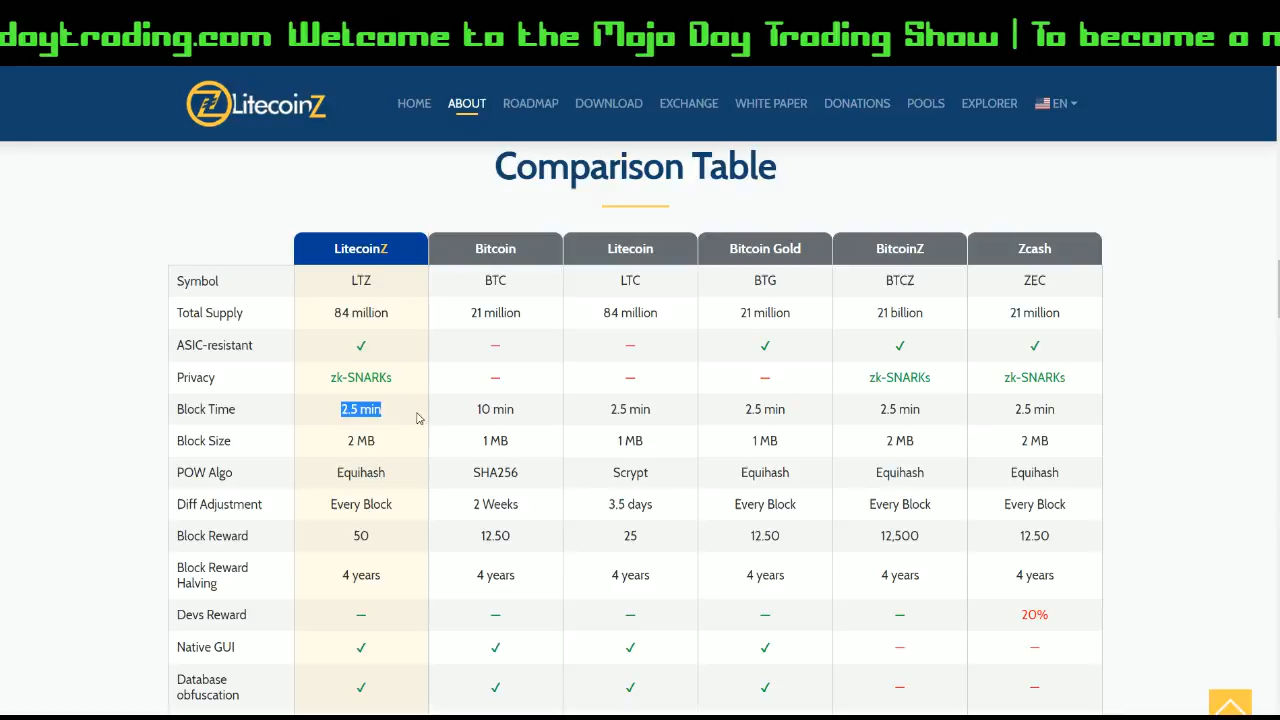 daytrading.com Welcome to the Mojo Day Trading Show | To become a m
LitecoinZ HOME ABOUT ROADMAP DOWNLOAD EXCHANGE WHITE PAPER DONATIONS POOLS EXPLORER EN
Comparison Table
LitecoinZ Bitcoin Litecoin Bitcoin Gold BitcoinZ Zcash
Symbol LTZ BTC LTC BTG BTCZ ZEC
Total Supply 84 million 21 million 84 million 21 million 21 billion 21 million
ASIC-resistant ✓ — — ✓ ✓ ✓
Privacy zk-SNARKs — — — zk-SNARKs zk-SNARKs
Block Time 2.5 min 10 min 2.5 min 2.5 min 2.5 min 2.5 min
Block Size 2 MB 1 MB 1 MB 1 MB 2 MB 2 MB
POW Algo Equihash SHA256 Scrypt Equihash Equihash Equihash
Diff Adjustment Every Block 2 Weeks 3.5 days Every Block Every Block Every Block
Block Reward 50 12.50 25 12.50 12,500 12.50
Block Reward
Halving 4 years 4 years 4 years 4 years 4 years 4 years
Devs Reward — — — — — 20%
Native GUI ✓ ✓ ✓ ✓ — —
Database
obfuscation ✓ ✓ ✓ ✓ — —